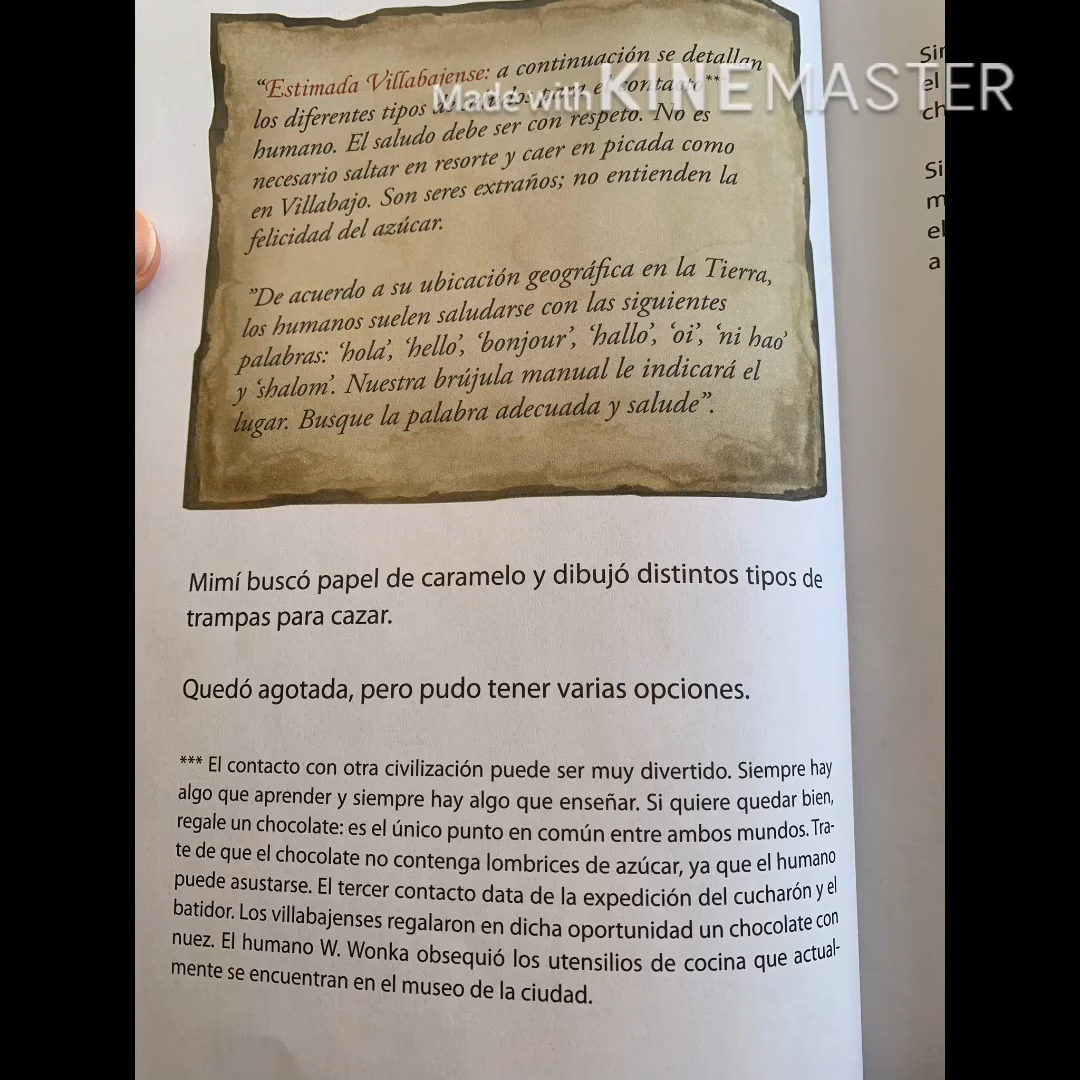 “Estimada Villabajense: a continuación se detallan
los diferentes tipos de saludos para el contacto***
humano. El saludo debe ser con respeto. No es
necesario saltar en resorte y caer en picada como
en Villabajo. Son seres extraños; no entienden la
felicidad del azúcar.
”De acuerdo a su ubicación geográfica en la Tierra,
los humanos suelen saludarse con las siguientes
palabras: ‘hola’, ‘hello’, ‘bonjour’, ‘hallo’, ‘oi’, ‘ni hao’
y ‘shalom’. Nuestra brújula manual le indicará el
lugar. Busque la palabra adecuada y salude”.
Made with KINEMASTER
Mimí buscó papel de caramelo y dibujó distintos tipos de
trampas para cazar.
Quedó agotada, pero pudo tener varias opciones.
*** El contacto con otra civilización puede ser muy divertido. Siempre hay
algo que aprender y siempre hay algo que enseñar. Si quiere quedar bien,
regale un chocolate: es el único punto en común entre ambos mundos. Tra-
te de que el chocolate no contenga lombrices de azúcar, ya que el humano
puede asustarse. El tercer contacto data de la expedición del cucharón y el
batidor. Los villabajenses regalaron en dicha oportunidad un chocolate con
nuez. El humano W. Wonka obsequió los utensilios de cocina que actual-
mente se encuentran en el museo de la ciudad.
el
a